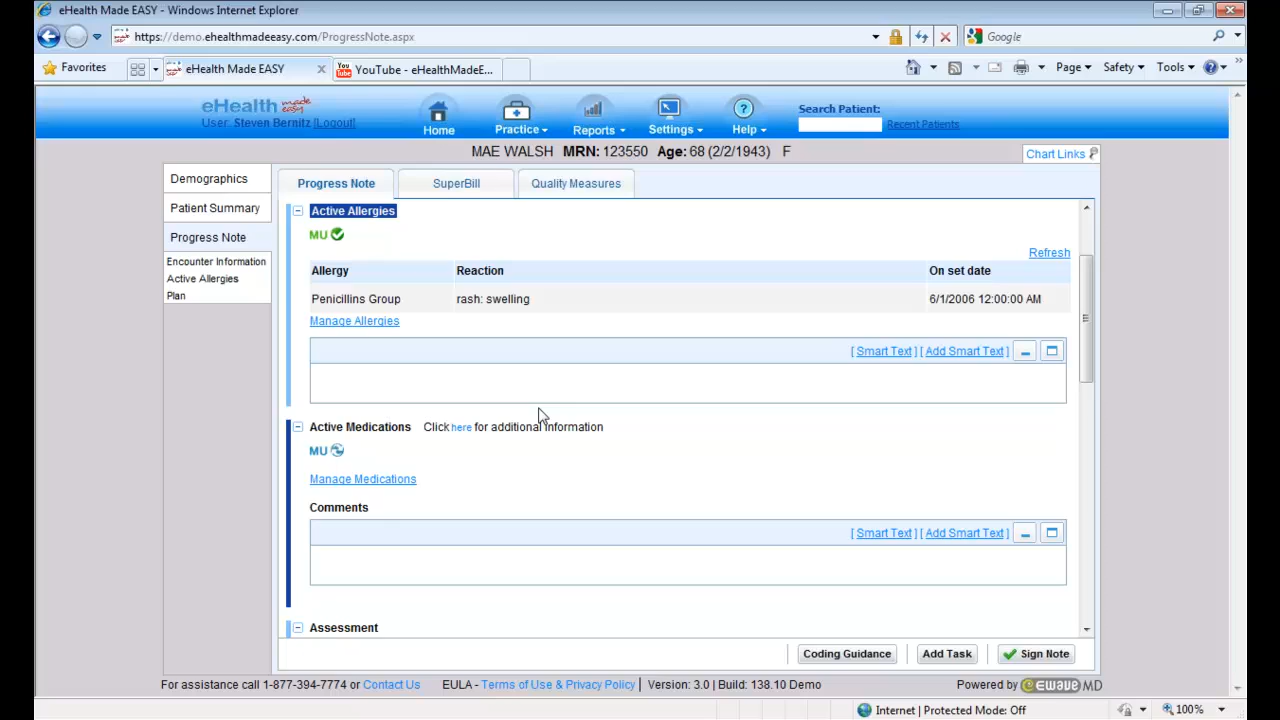 eHealth Made EASY - Windows Internet Explorer
https://demo.ehealthmadeeasy.com/ProgressNote.aspx
Google
Favorites
eHealth Made EASY
YouTube - eHealthMadeE...
Page
Safety
Tools
eHealth made easy
User: Steven Bernitz [Logout]
Home
Practice
Reports
Settings
Help
Search Patient:
Recent Patients
MAE WALSH MRN: 123550 Age: 68 (2/2/1943) F
Chart Links
Demographics
Patient Summary
Progress Note
Encounter Information
Active Allergies
Plan
Progress Note
SuperBill
Quality Measures
Active Allergies
MU
Refresh
Allergy Reaction On set date
Penicillins Group rash: swelling 6/1/2006 12:00:00 AM
Manage Allergies
[ Smart Text ] [ Add Smart Text ]
Active Medications Click here for additional information
MU
Manage Medications
Comments
[ Smart Text ] [ Add Smart Text ]
Assessment
Coding Guidance
Add Task
Sign Note
For assistance call 1-877-394-7774 or Contact Us EULA - Terms of Use & Privacy Policy | Version: 3.0 | Build: 138.10 Demo Powered by eWAVE MD
Internet | Protected Mode: Off
100%